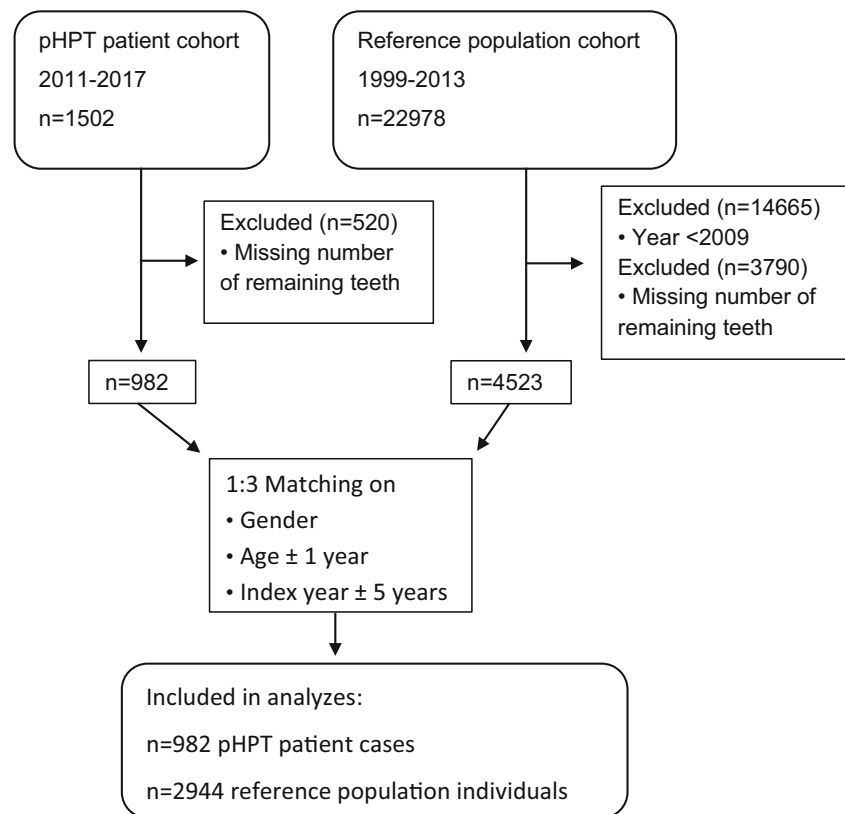 pHPT patient cohort
2011-2017
n=1502
Reference population cohort
1999-2013
n=22978
Excluded (n=520)
• Missing number
of remaining teeth
Excluded (n=14665)
• Year <2009
Excluded (n=3790)
• Missing number of
remaining teeth
n=982
n=4523
1:3 Matching on
• Gender
• Age ± 1 year
• Index year ± 5 years
Included in analyzes:
n=982 pHPT patient cases
n=2944 reference population individuals